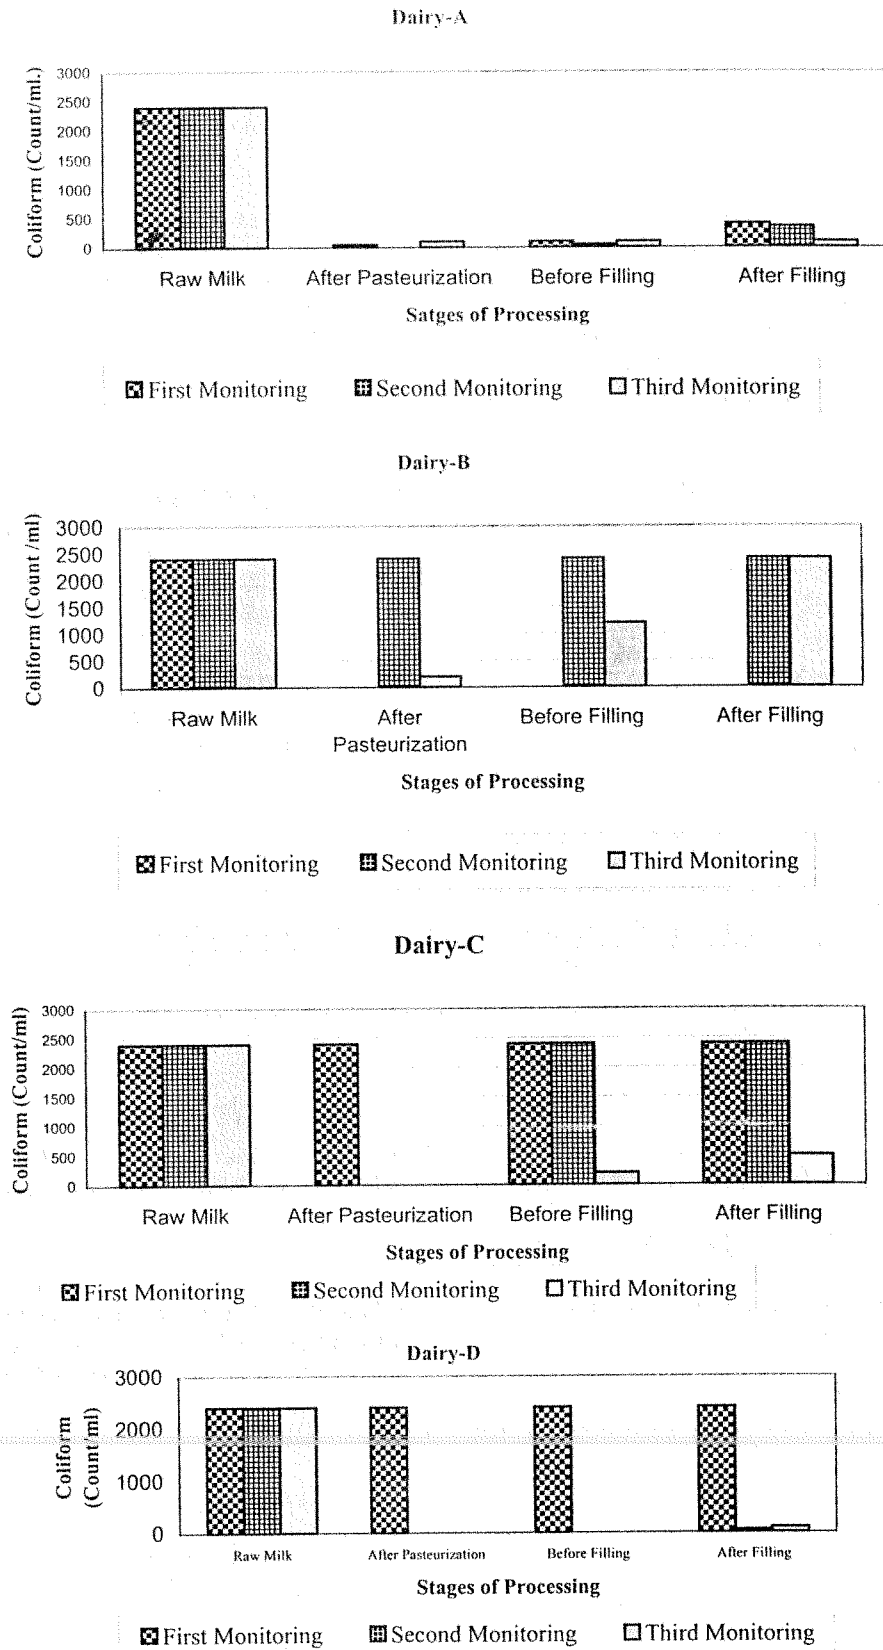 Dairy-A
Coliform (Count/ml.)
3000
2500
2000
1500
1000
500
0
Raw Milk After Pasteurization Before Filling After Filling
Satges of Processing
First Monitoring Second Monitoring Third Monitoring
Dairy-B
Coliform (Count /ml)
3000
2500
2000
1500
1000
500
0
Raw Milk After Pasteurization Before Filling After Filling
Stages of Processing
First Monitoring Second Monitoring Third Monitoring
Dairy-C
Coliform (Count/ml)
3000
2500
2000
1500
1000
500
0
Raw Milk After Pasteurization Before Filling After Filling
Stages of Processing
First Monitoring Second Monitoring Third Monitoring
Dairy-D
Coliform
(Count/ml)
3000
2000
1000
0
Raw Milk After Pasteurization Before Filling After Filling
Stages of Processing
First Monitoring Second Monitoring Third Monitoring